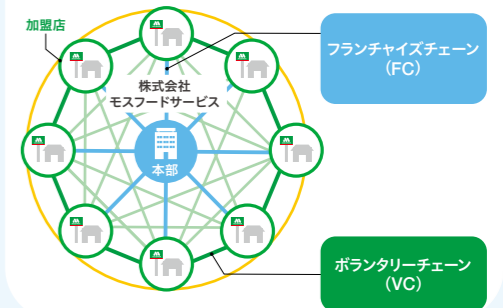 加盟店
株式会社
モスフードサービス
本部
フランチャイズチェーン
（FC）
ボランタリーチェーン
（VC）